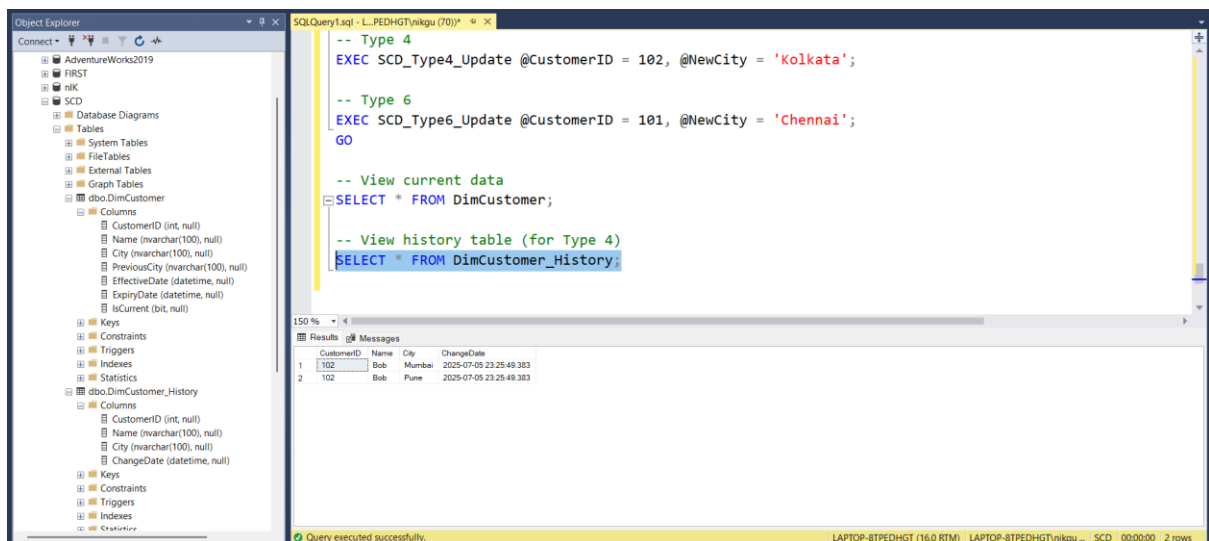 Object Explorer
Connect
AdventureWorks2019
FIRST
nIK
SCD
Database Diagrams
Tables
System Tables
FileTables
External Tables
Graph Tables
dbo.DimCustomer
Columns
CustomerID (int, null)
Name (nvarchar(100), null)
City (nvarchar(100), null)
PreviousCity (nvarchar(100), null)
EffectiveDate (datetime, null)
ExpiryDate (datetime, null)
IsCurrent (bit, null)
Keys
Constraints
Triggers
Indexes
Statistics
dbo.DimCustomer_History
Columns
CustomerID (int, null)
Name (nvarchar(100), null)
City (nvarchar(100), null)
ChangeDate (datetime, null)
Keys
Constraints
Triggers
Indexes
Statistics
SQLQuery1.sql - L...PEDHGT\nikgu (70))*
-- Type 4
EXEC SCD_Type4_Update @CustomerID = 102, @NewCity = 'Kolkata';
-- Type 6
EXEC SCD_Type6_Update @CustomerID = 101, @NewCity = 'Chennai';
GO
-- View current data
SELECT * FROM DimCustomer;
-- View history table (for Type 4)
SELECT * FROM DimCustomer_History;
150 %
Results Messages
CustomerID Name City ChangeDate
1 102 Bob Mumbai 2025-07-05 23:25:49.383
2 102 Bob Pune 2025-07-05 23:25:49.383
Query executed successfully. LAPTOP-8TPEDHGT (16.0 RTM) LAPTOP-8TPEDHGT\nikgu ... SCD 00:00:00 2 rows